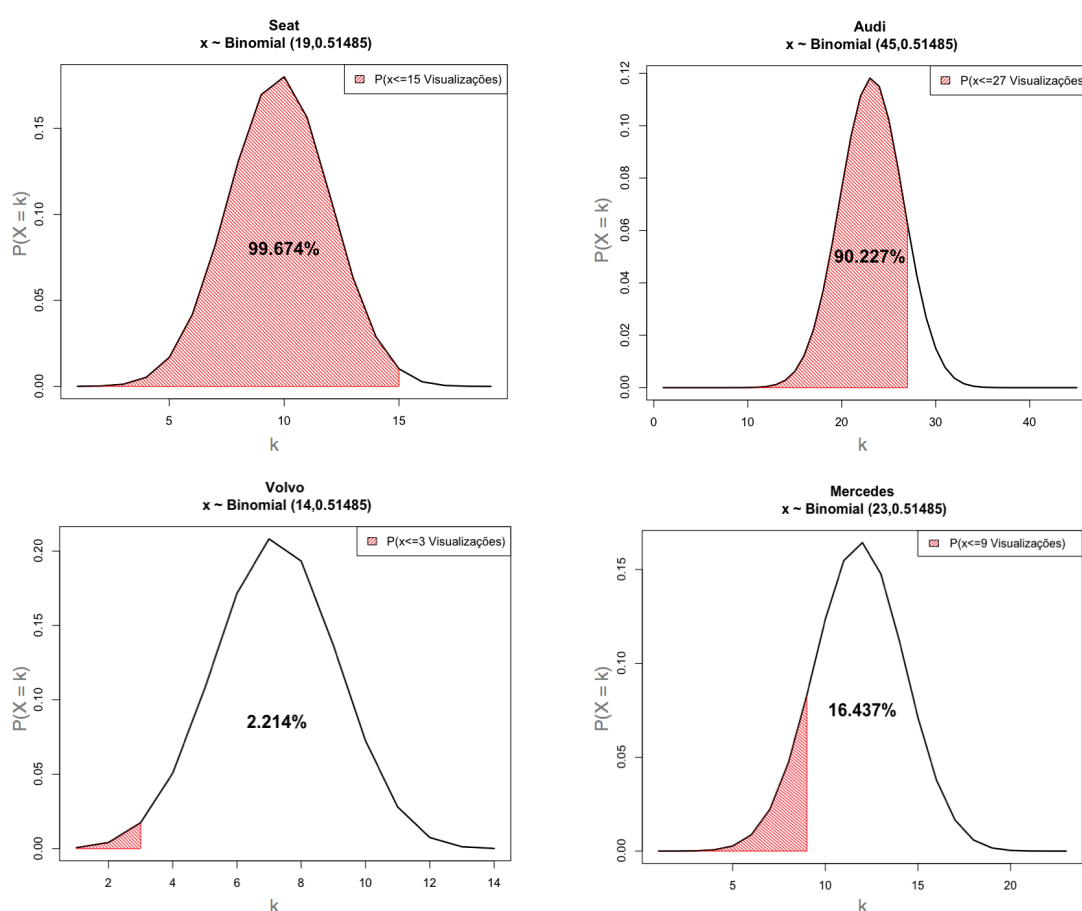 Seat
x ~ Binomial (19,0.51485)
P(x<=15 Visualizações)
P(X = k)
0.15
0.10
0.05
0.00
99.674%
5
10
15
k
Audi
x ~ Binomial (45,0.51485)
P(x<=27 Visualizações
P(X = k)
0.12
0.10
0.08
0.06
0.04
0.02
0.00
90.227%
0
10
20
30
40
k
Volvo
x ~ Binomial (14,0.51485)
P(x<=3 Visualizações)
P(X = k)
0.20
0.15
0.10
0.05
0.00
2.214%
2
4
6
8
10
12
14
k
Mercedes
x ~ Binomial (23,0.51485)
P(x<=9 Visualizações)
P(X = k)
0.15
0.10
0.05
0.00
16.437%
5
10
15
20
k